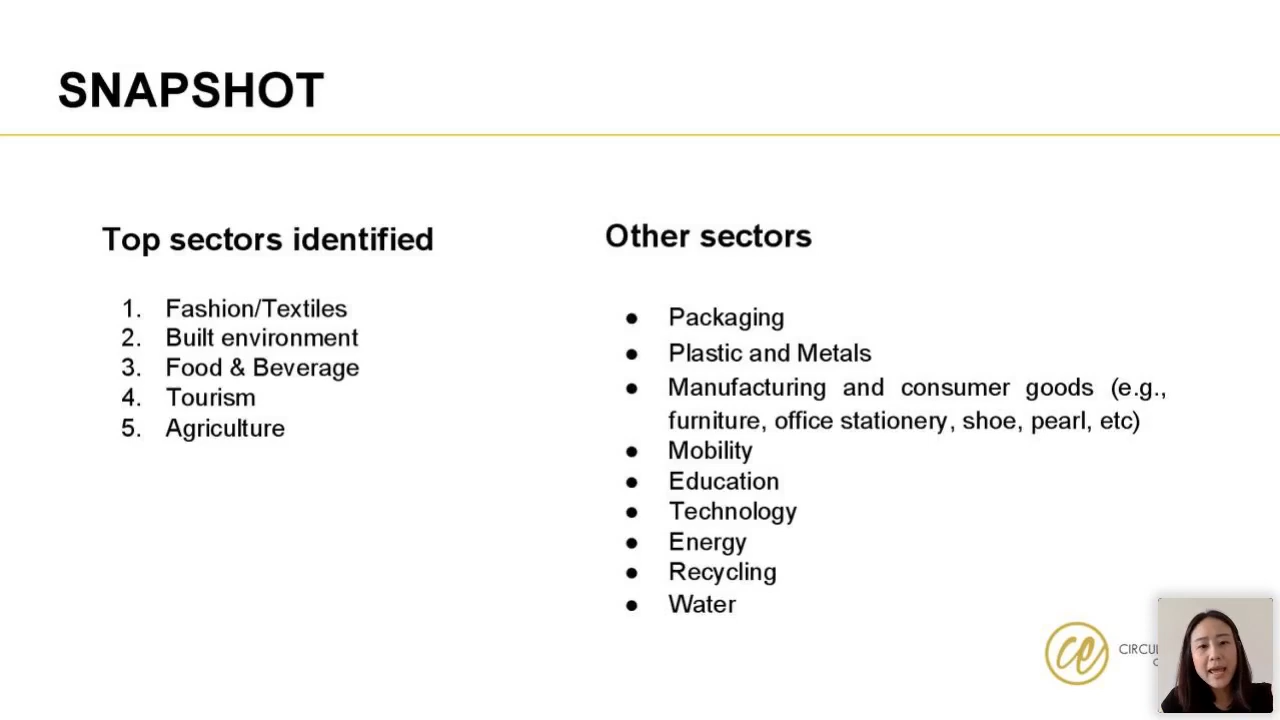 SNAPSHOT
Top sectors identified
1. Fashion/Textiles
2. Built environment
3. Food & Beverage
4. Tourism
5. Agriculture
Other sectors
● Packaging
● Plastic and Metals
● Manufacturing and consumer goods (e.g.,
furniture, office stationery, shoe, pearl, etc)
● Mobility
● Education
● Technology
● Energy
● Recycling
● Water
ce